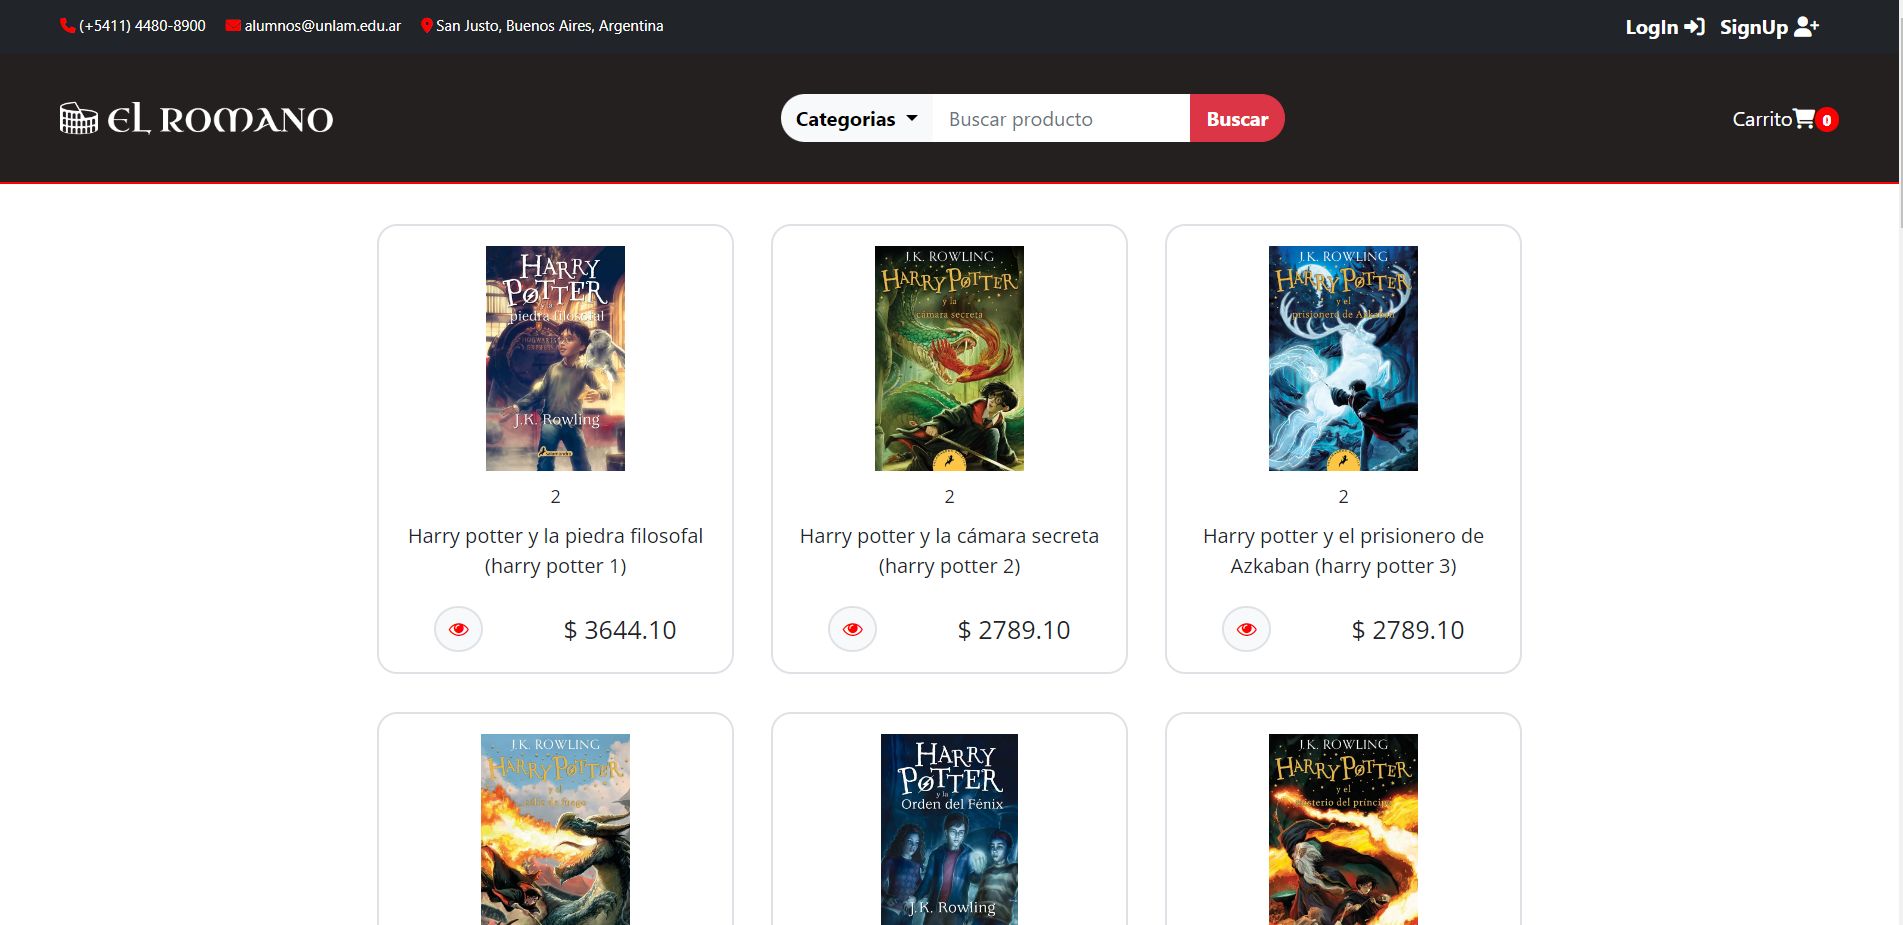 (+5411) 4480-8900 alumnos@unlam.edu.ar San Justo, Buenos Aires, Argentina LogIn SignUp
EL ROMANO Categorias Buscar producto Buscar Carrito 0
HARRY
POTTER
y la
piedra filosofal
HOGWARTS
EXPRESS
J.K. Rowling
salamandra
J.K. ROWLING
HARRY POTTER
y la
cámara secreta
J.K. ROWLING
HARRY POTTER
y el
prisionero de Azkaban
2
2
2
Harry potter y la piedra filosofal
(harry potter 1)
Harry potter y la cámara secreta
(harry potter 2)
Harry potter y el prisionero de
Azkaban (harry potter 3)
$ 3644.10
$ 2789.10
$ 2789.10
J.K. ROWLING
HARRY POTTER
y el
cáliz de fuego
HARRY
POTTER
y la
Orden del Fénix
J.K. Rowling
J.K. ROWLING
HARRY POTTER
y el
misterio del príncipe